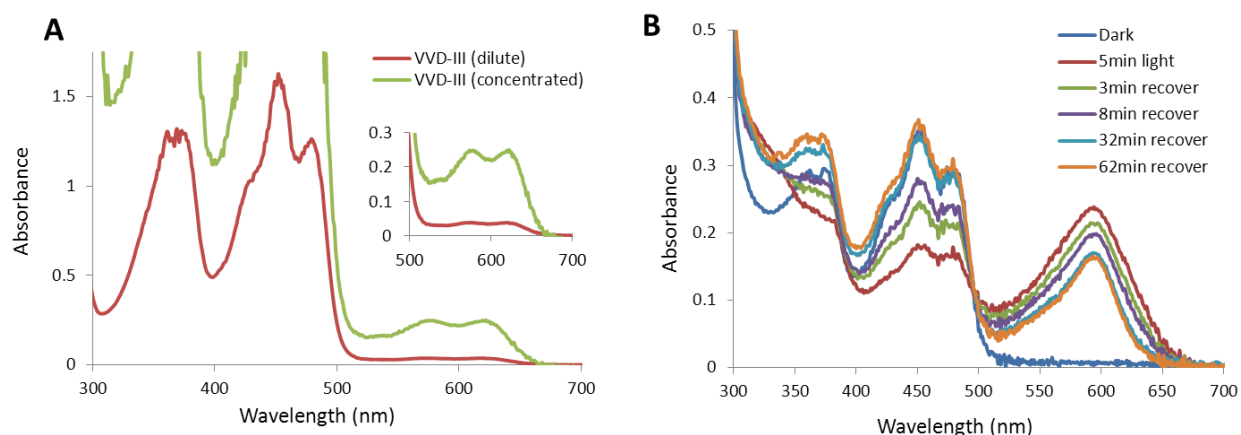 A
VVD-III (dilute)
VVD-III (concentrated)
1.5
1
0.5
0
0.3
0.2
0.1
0
500 600 700
300 400 500 600 700
Absorbance
Wavelength (nm)
B
Dark
5min light
3min recover
8min recover
32min recover
62min recover
0.5
0.4
0.3
0.2
0.1
0
300 350 400 450 500 550 600 650 700
Absorbance
Wavelength (nm)